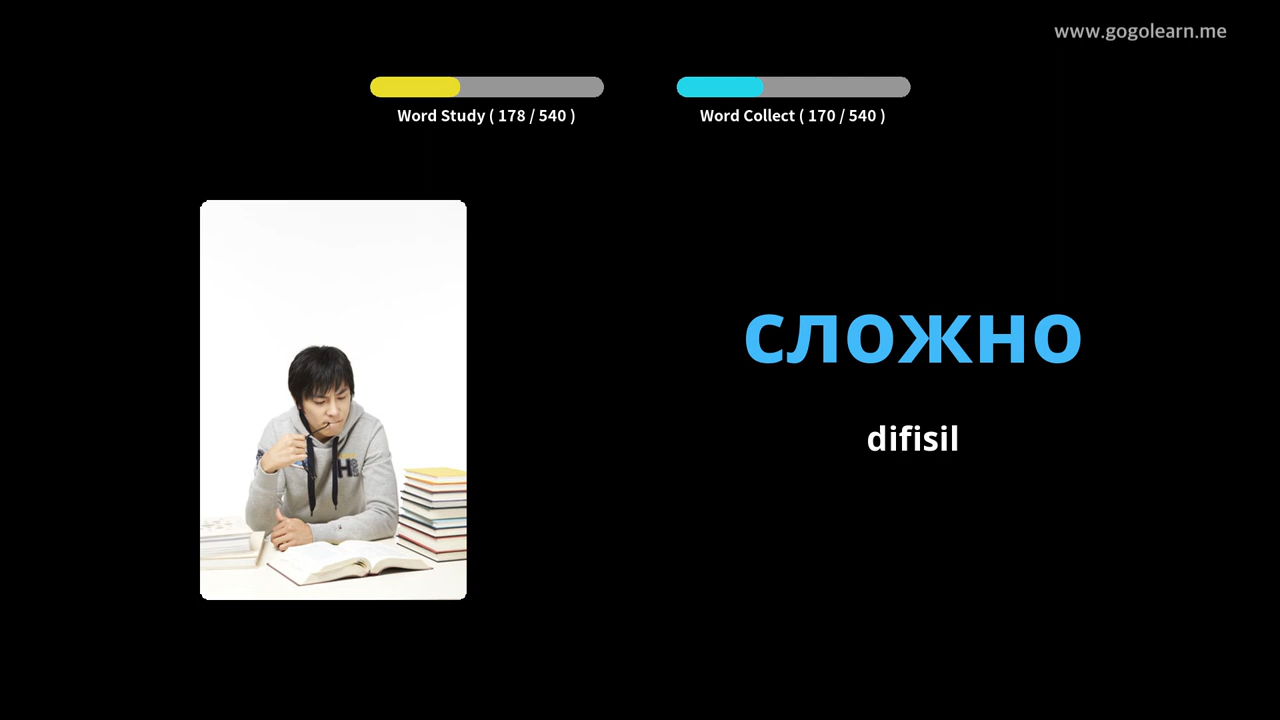 www.gogolearn.me
Word Study ( 178 / 540 )
Word Collect ( 170 / 540 )
сложно
difisil
H